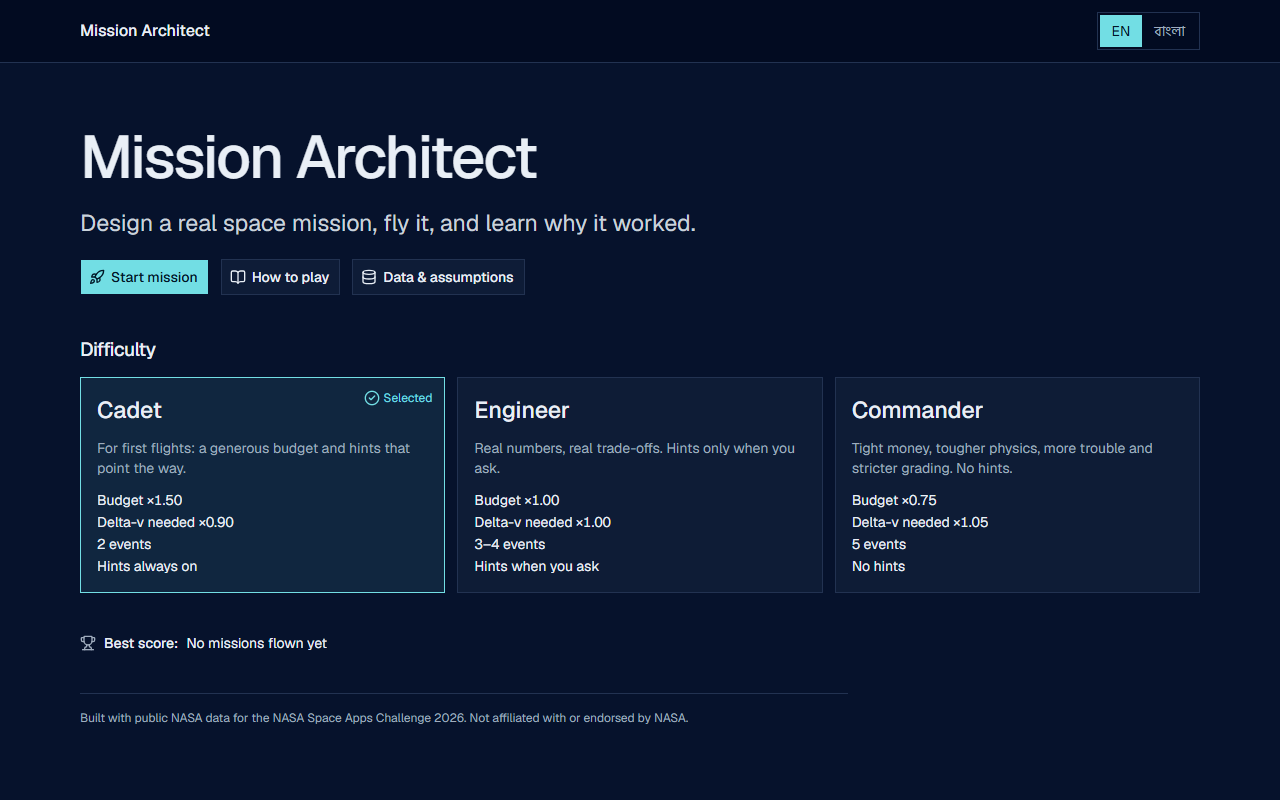 Mission Architect
EN
বাংলা
Mission Architect
Design a real space mission, fly it, and learn why it worked.
Start mission
How to play
Data & assumptions
Difficulty
Selected
Cadet
For first flights: a generous budget and hints that
point the way.
Budget ×1.50
Delta-v needed ×0.90
2 events
Hints always on
Engineer
Real numbers, real trade-offs. Hints only when you
ask.
Budget ×1.00
Delta-v needed ×1.00
3–4 events
Hints when you ask
Commander
Tight money, tougher physics, more trouble and
stricter grading. No hints.
Budget ×0.75
Delta-v needed ×1.05
5 events
No hints
Best score: No missions flown yet
Built with public NASA data for the NASA Space Apps Challenge 2026. Not affiliated with or endorsed by NASA.